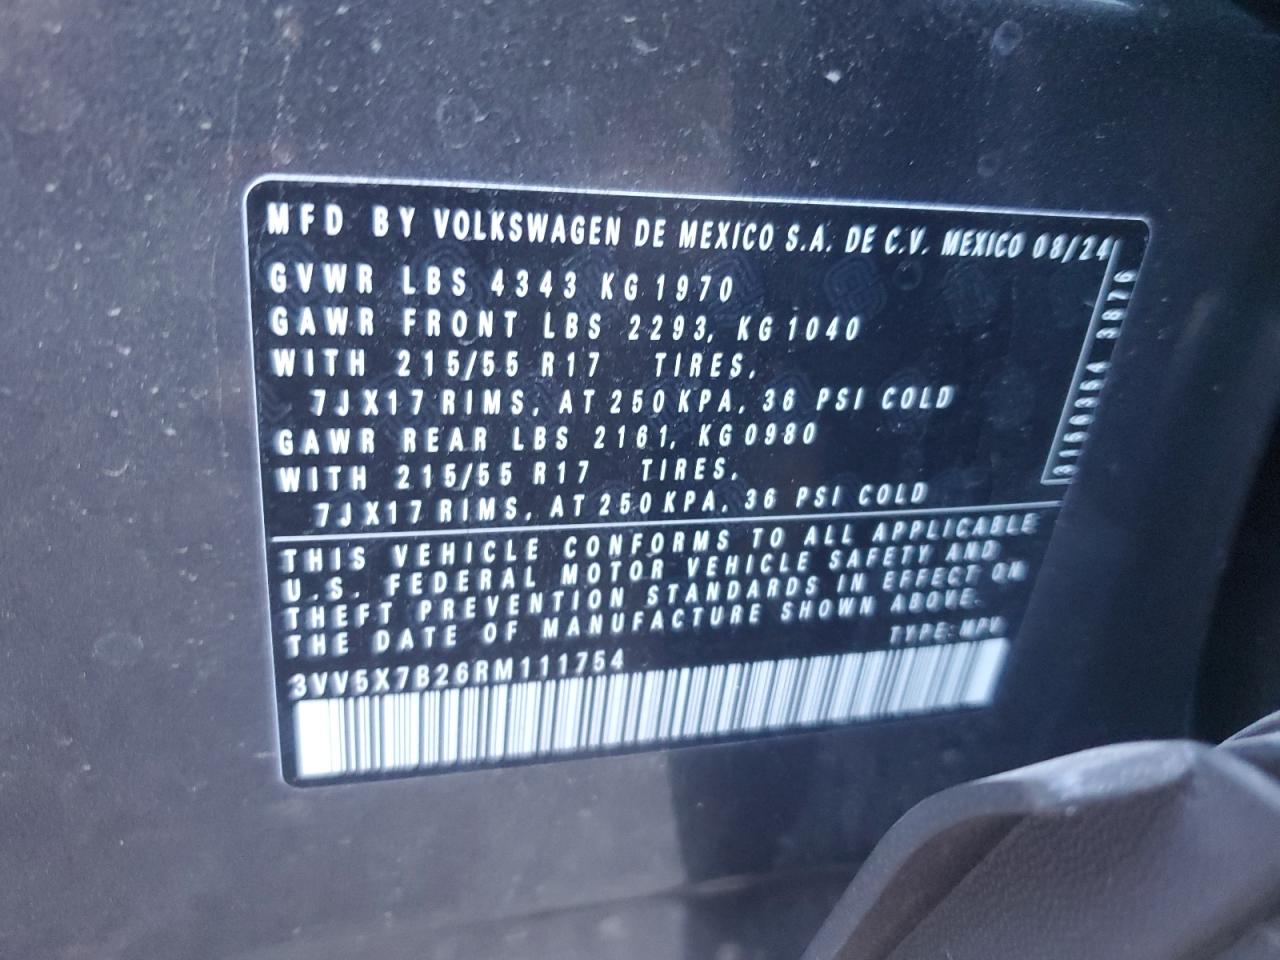 MFD BY VOLKSWAGEN DE MEXICO S.A. DE C.V. MEXICO 08/24
GVWR LBS 4343 KG 1970
GAWR FRONT LBS 2293, KG 1040
WITH 215/55 R17 TIRES,
7JX17 RIMS, AT 250 KPA, 36 PSI COLD
GAWR REAR LBS 2161, KG 0980
WITH 215/55 R17 TIRES,
7JX17 RIMS, AT 250 KPA, 36 PSI COLD
THIS VEHICLE CONFORMS TO ALL APPLICABLE
U.S. FEDERAL MOTOR VEHICLE SAFETY AND
THEFT PREVENTION STANDARDS IN EFFECT ON
THE DATE OF MANUFACTURE SHOWN ABOVE.
TYPE: MPV
3VV5X7B26RM111754